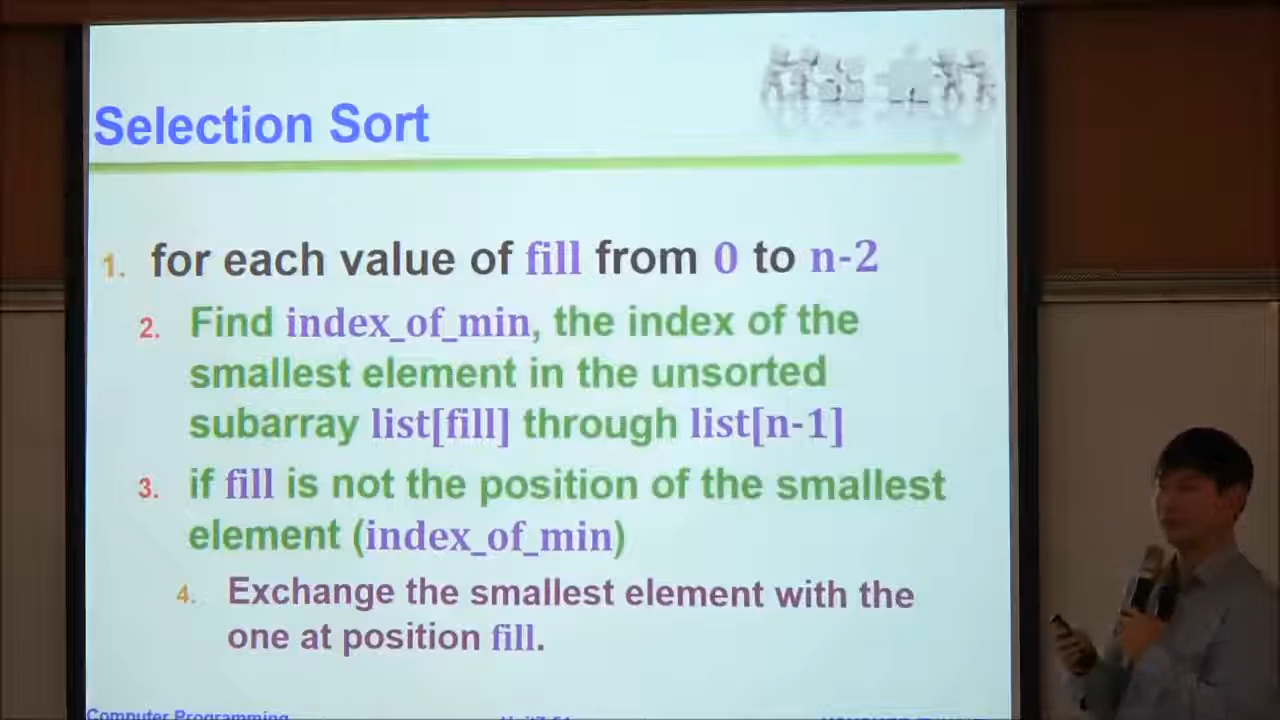 Selection Sort
1. for each value of fill from 0 to n-2
2. Find index_of_min, the index of the
smallest element in the unsorted
subarray list[fill] through list[n-1]
3. if fill is not the position of the smallest
element (index_of_min)
4. Exchange the smallest element with the
one at position fill.
Computer Programming